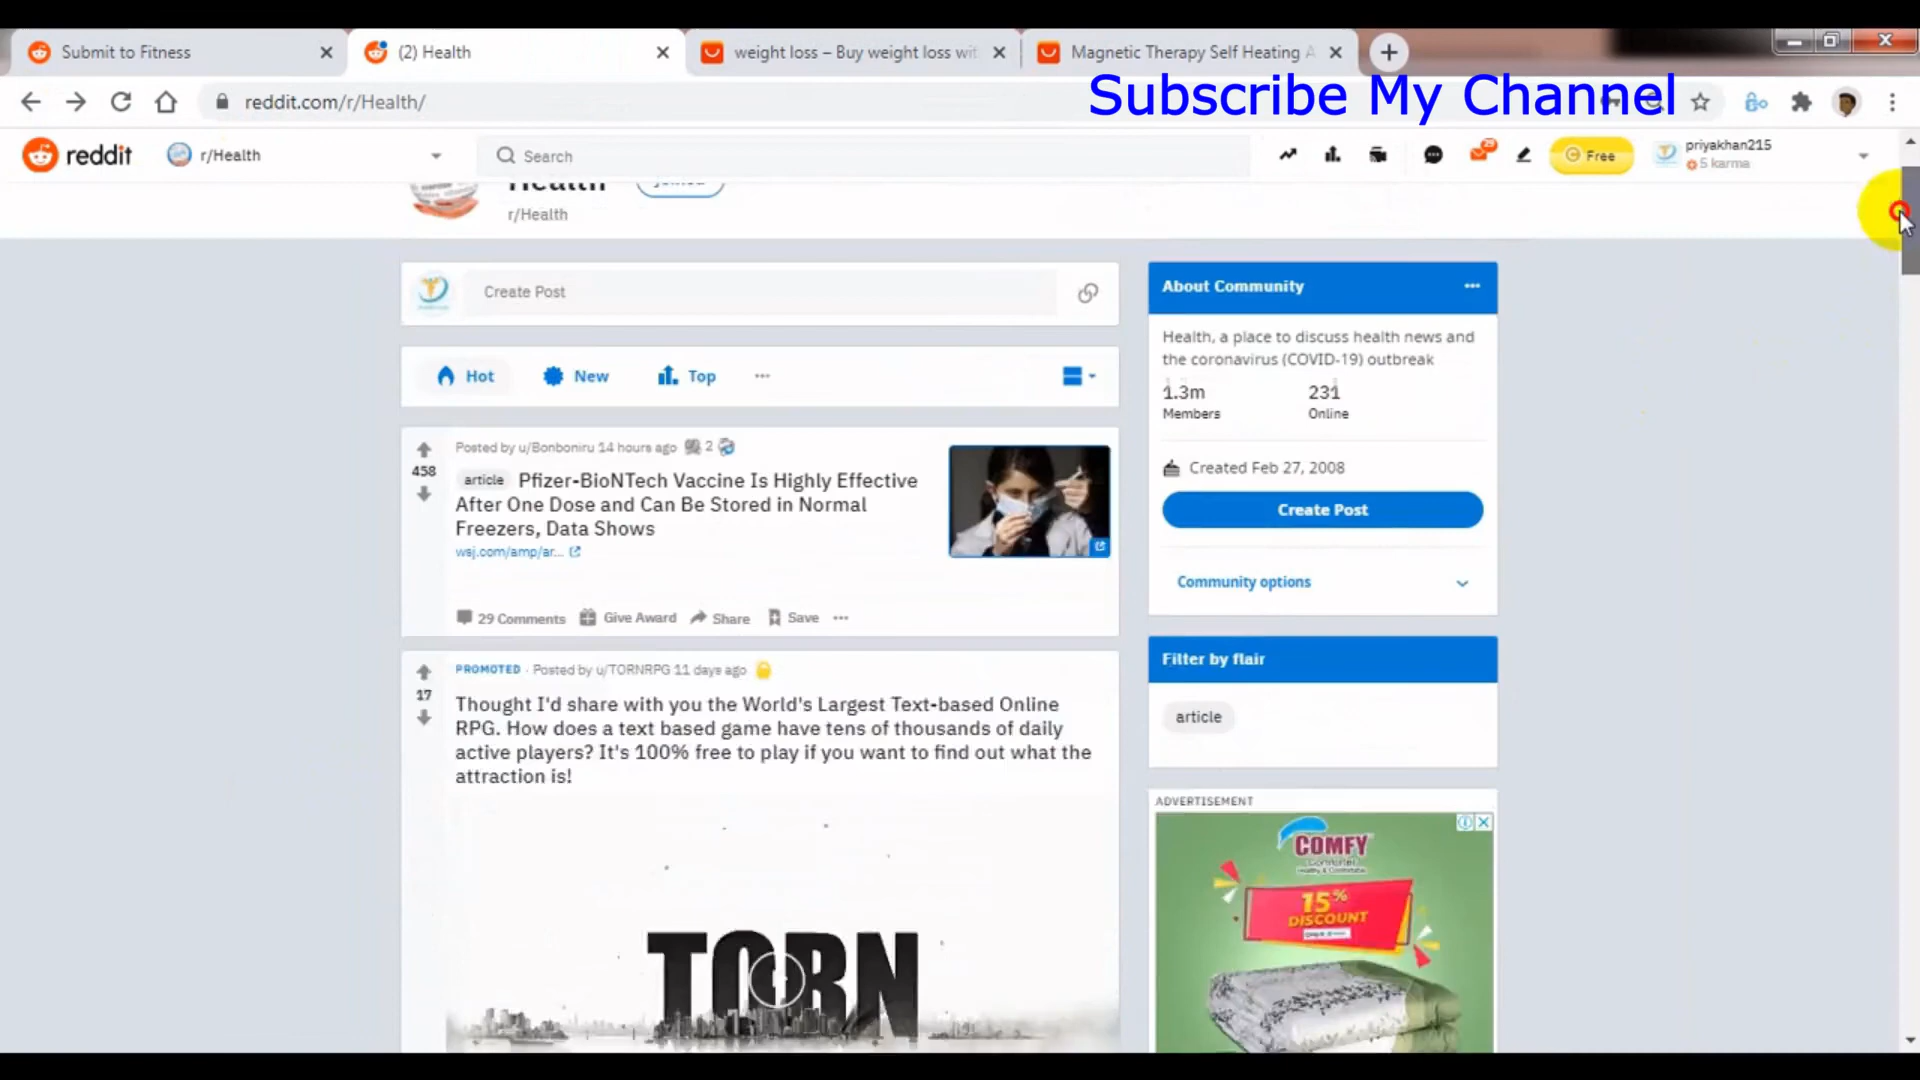 Submit to Fitness
(2) Health
weight loss – Buy weight loss wit
Magnetic Therapy Self Heating A
reddit.com/r/Health/
Subscribe My Channel
reddit
r/Health
Search
29
Free
priyakhan215
5 karma
Health
Joined
r/Health
Create Post
Hot
New
Top
Posted by u/Bonboniru 14 hours ago
2
458
article
Pfizer-BioNTech Vaccine Is Highly Effective
After One Dose and Can Be Stored in Normal
Freezers, Data Shows
wsj.com/amp/ar...
29 Comments
Give Award
Share
Save
PROMOTED · Posted by u/TORNRPG 11 days ago
17
Thought I'd share with you the World's Largest Text-based Online
RPG. How does a text based game have tens of thousands of daily
active players? It's 100% free to play if you want to find out what the
attraction is!
TORN
About Community
Health, a place to discuss health news and
the coronavirus (COVID-19) outbreak
1.3m
231
Members
Online
Created Feb 27, 2008
Create Post
Community options
Filter by flair
article
ADVERTISEMENT
COMFY
15%
DISCOUNT